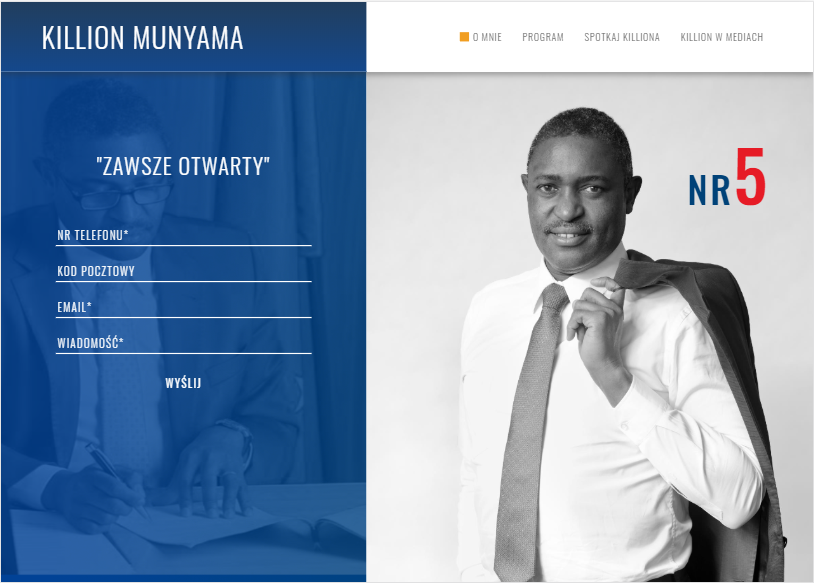 KILLION MUNYAMA
O MNIE
PROGRAM
SPOTKAJ KILLIONA
KILLION W MEDIACH
"ZAWSZE OTWARTY"
NR TELEFONU*
KOD POCZTOWY
EMAIL*
WIADOMOŚĆ*
WYŚLIJ
NR 5